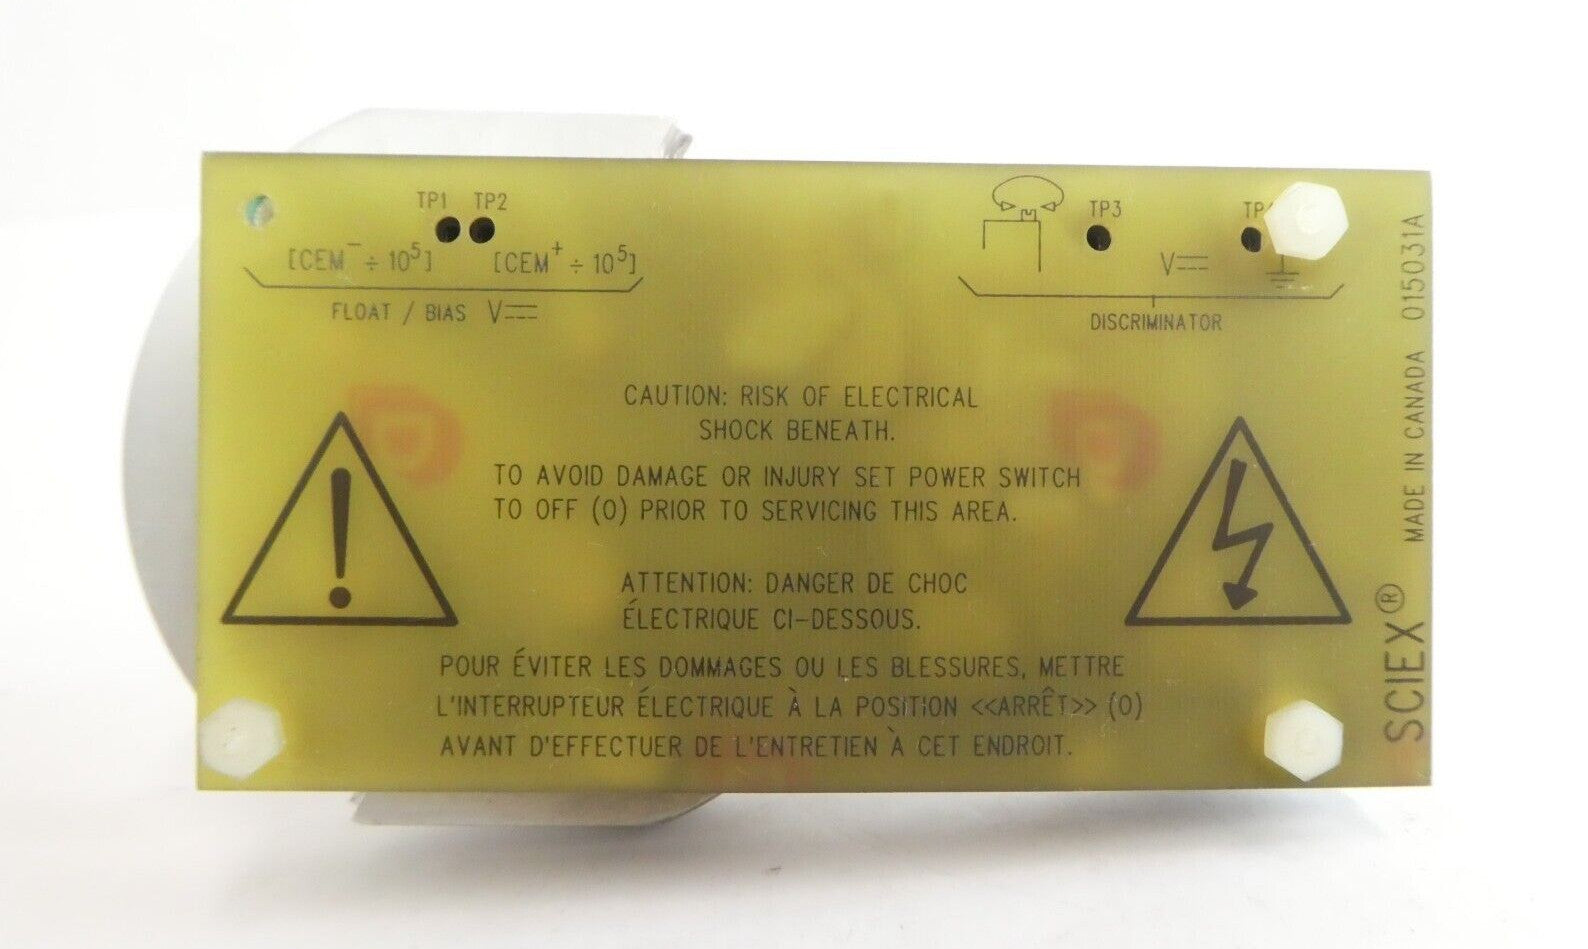 TP1 TP2
[CEM⁻ ÷ 10⁵] [CEM⁺ ÷ 10⁵]
FLOAT / BIAS V
TP3
V
DISCRIMINATOR
CAUTION: RISK OF ELECTRICAL
SHOCK BENEATH.
TO AVOID DAMAGE OR INJURY SET POWER SWITCH
TO OFF (O) PRIOR TO SERVICING THIS AREA.
ATTENTION: DANGER DE CHOC
ÉLECTRIQUE CI-DESSOUS.
POUR ÉVITER LES DOMMAGES OU LES BLESSURES, METTRE
L'INTERRUPTEUR ÉLECTRIQUE À LA POSITION <<ARRÊT>> (O)
AVANT D'EFFECTUER DE L'ENTRETIEN À CET ENDROIT.
SCIEX® MADE IN CANADA 015031A